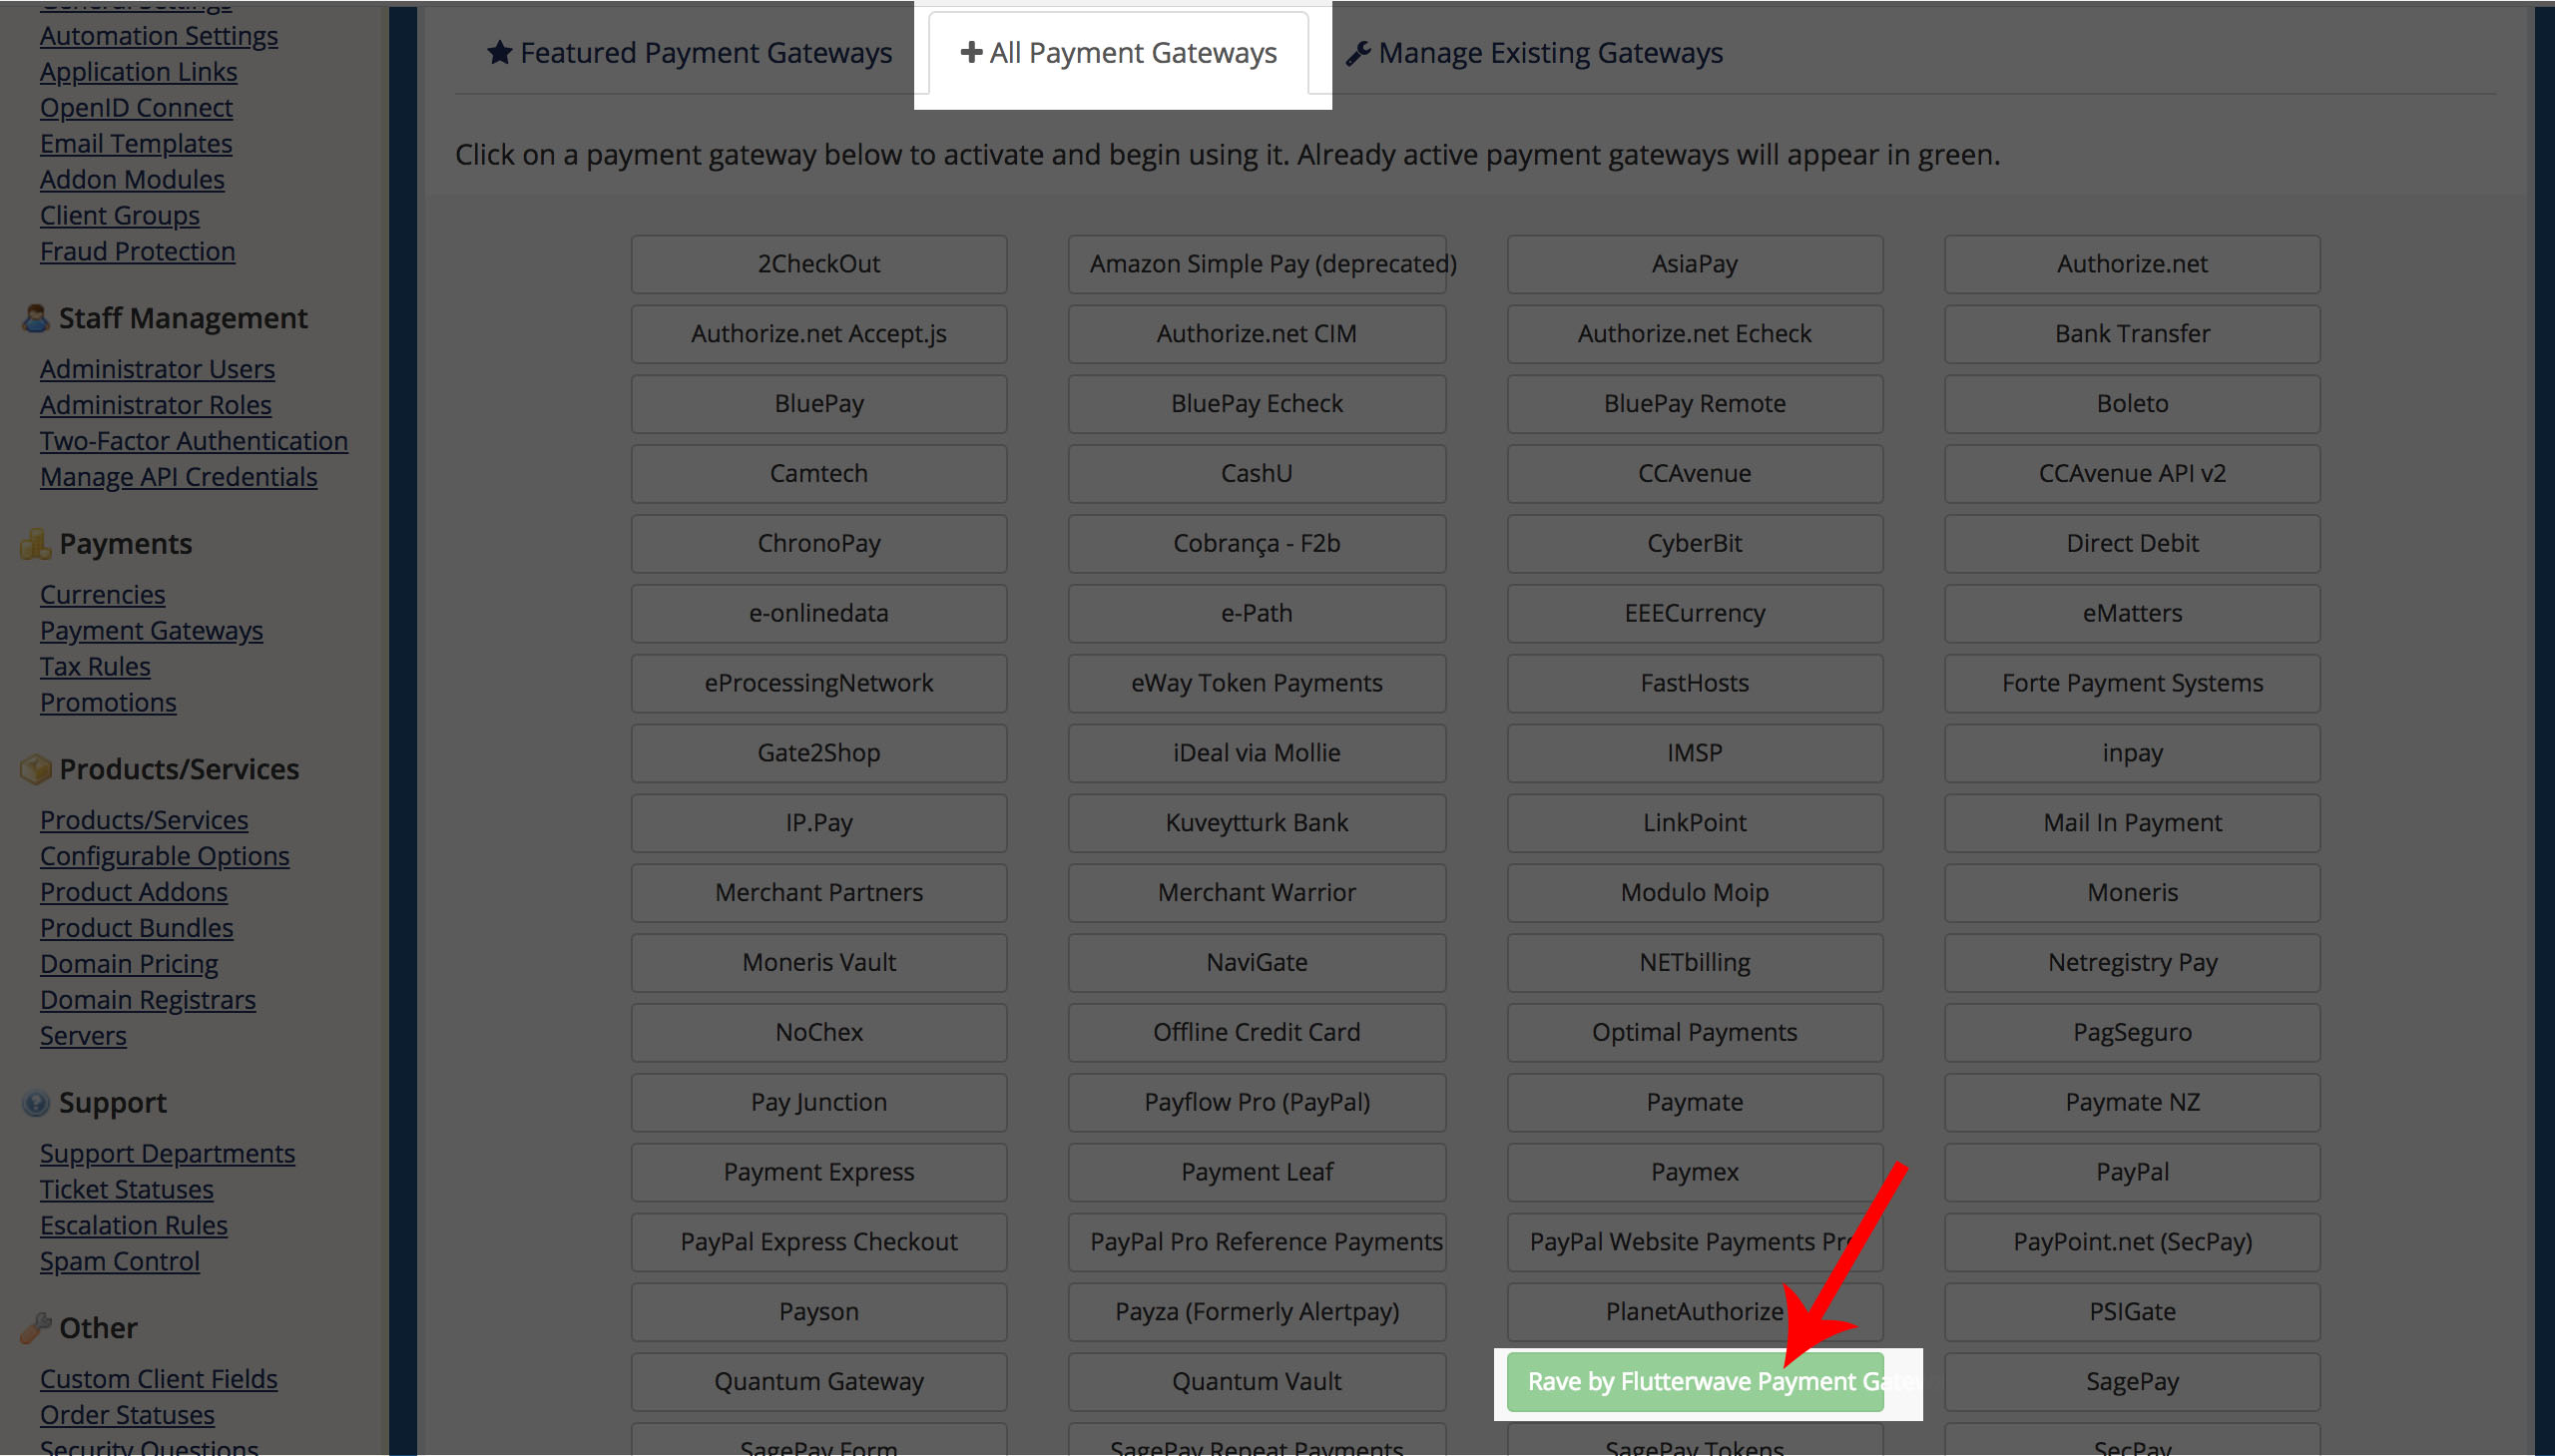 General Settings
Automation Settings
Application Links
OpenID Connect
Email Templates
Addon Modules
Client Groups
Fraud Protection
Staff Management
Administrator Users
Administrator Roles
Two-Factor Authentication
Manage API Credentials
Payments
Currencies
Payment Gateways
Tax Rules
Promotions
Products/Services
Products/Services
Configurable Options
Product Addons
Product Bundles
Domain Pricing
Domain Registrars
Servers
Support
Support Departments
Ticket Statuses
Escalation Rules
Spam Control
Other
Custom Client Fields
Order Statuses
Security Questions
Featured Payment Gateways All Payment Gateways Manage Existing Gateways
Click on a payment gateway below to activate and begin using it. Already active payment gateways will appear in green.
2CheckOut Amazon Simple Pay (deprecated) AsiaPay Authorize.net
Authorize.net Accept.js Authorize.net CIM Authorize.net Echeck Bank Transfer
BluePay BluePay Echeck BluePay Remote Boleto
Camtech CashU CCAvenue CCAvenue API v2
ChronoPay Cobrança - F2b CyberBit Direct Debit
e-onlinedata e-Path EEECurrency eMatters
eProcessingNetwork eWay Token Payments FastHosts Forte Payment Systems
Gate2Shop iDeal via Mollie IMSP inpay
IP.Pay Kuveytturk Bank LinkPoint Mail In Payment
Merchant Partners Merchant Warrior Modulo Moip Moneris
Moneris Vault NaviGate NETbilling Netregistry Pay
NoChex Offline Credit Card Optimal Payments PagSeguro
Pay Junction Payflow Pro (PayPal) Paymate Paymate NZ
Payment Express Payment Leaf Paymex PayPal
PayPal Express Checkout PayPal Pro Reference Payments PayPal Website Payments Pro PayPoint.net (SecPay)
Payson Payza (Formerly Alertpay) PlanetAuthorize PSIGate
Quantum Gateway Quantum Vault Rave by Flutterwave Payment Gate SagePay
SagePay Form SagePay Repeat Payments SagePay Tokens SecPay